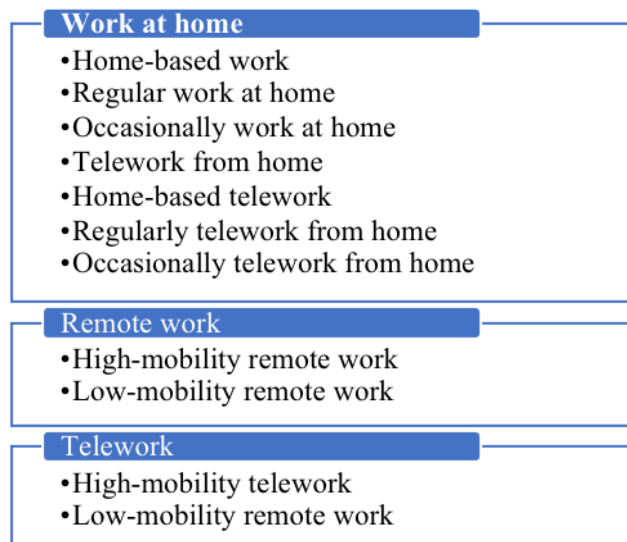 Work at home
•Home-based work
•Regular work at home
•Occasionally work at home
•Telework from home
•Home-based telework
•Regularly telework from home
•Occasionally telework from home
Remote work
•High-mobility remote work
•Low-mobility remote work
Telework
•High-mobility telework
•Low-mobility remote work